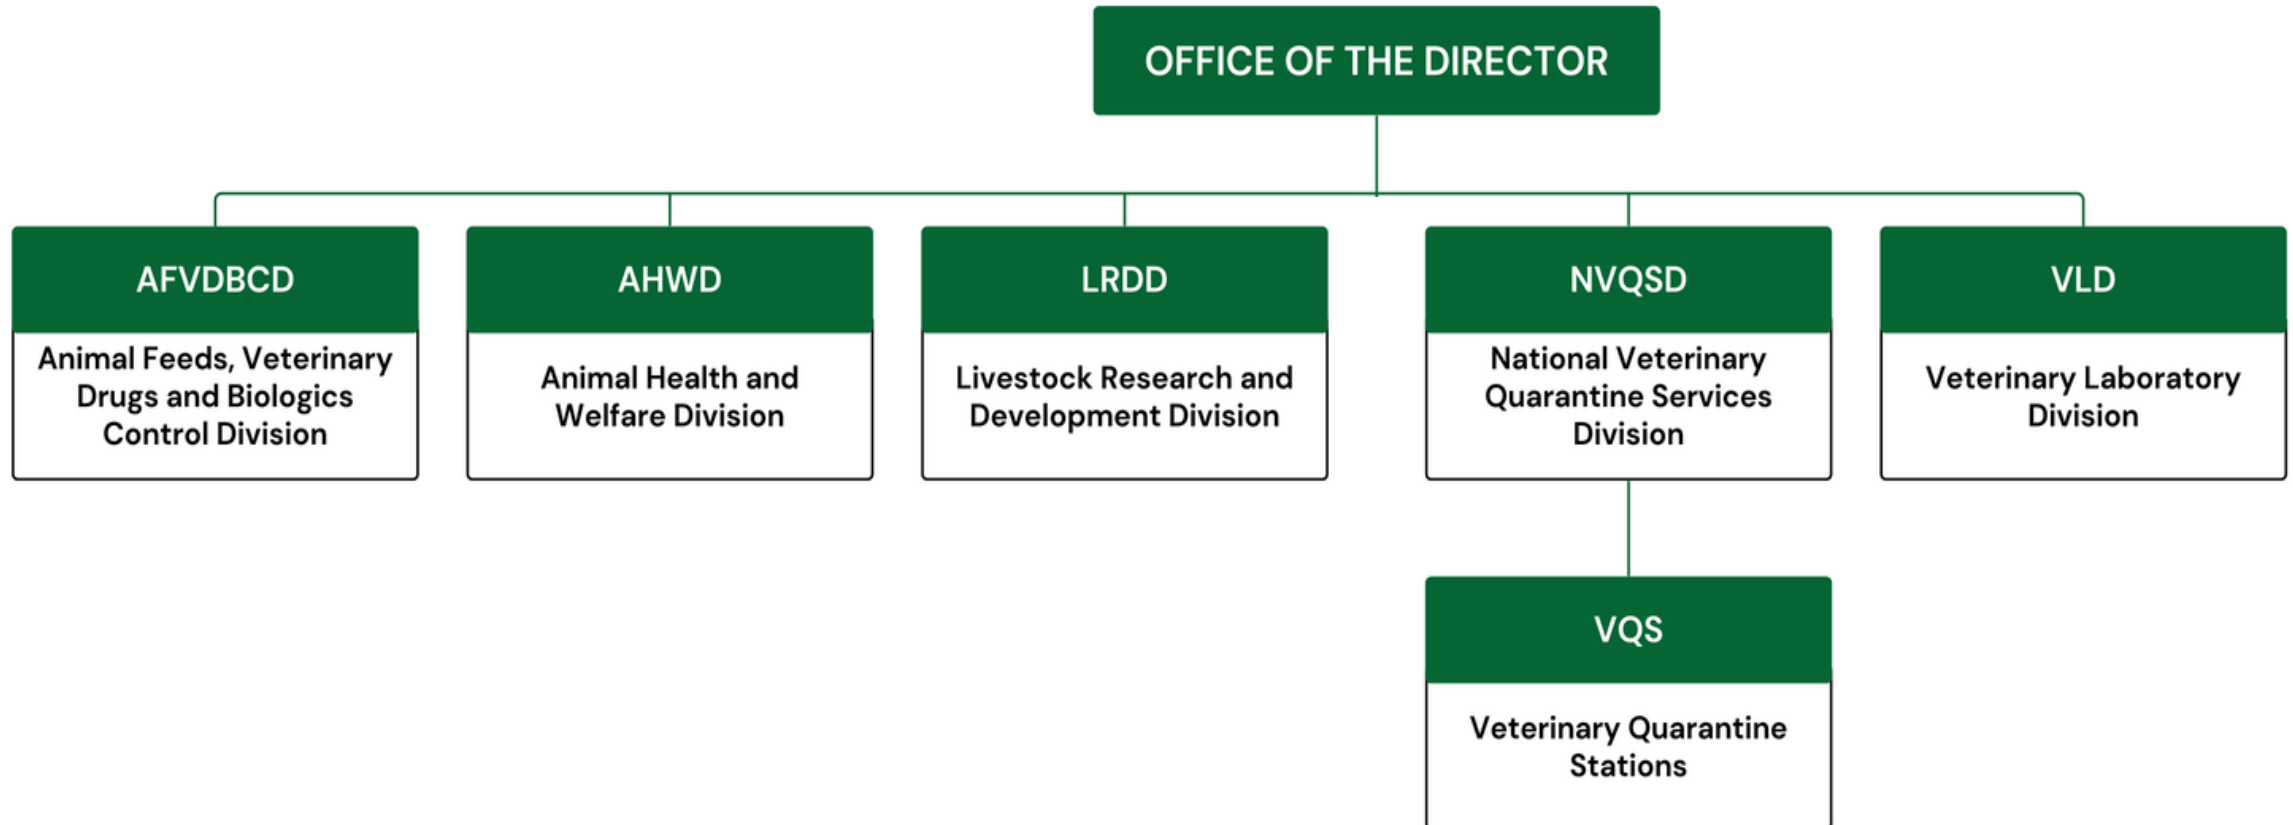 OFFICE OF THE DIRECTOR
AFVDBCD
Animal Feeds, Veterinary
Drugs and Biologics
Control Division
AHWD
Animal Health and
Welfare Division
LRDD
Livestock Research and
Development Division
NVQSD
National Veterinary
Quarantine Services
Division
VLD
Veterinary Laboratory
Division
VQS
Veterinary Quarantine
Stations